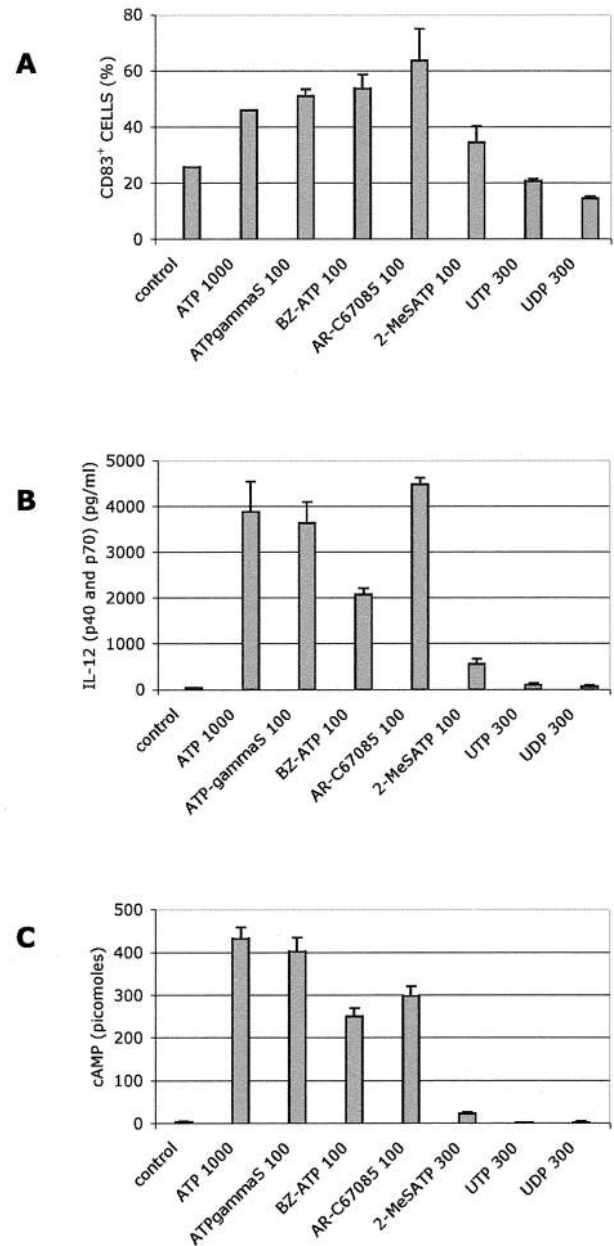 A
CD83+ CELLS (%)
80
60
40
20
0
control
ATP 1000
ATPgammaS 100
BZ-ATP 100
AR-C67085 100
2-MeSATP 100
UTP 300
UDP 300
B
IL-12 (p40 and p70) (pg/ml)
5000
4000
3000
2000
1000
0
control
ATP 1000
ATP-gammaS 100
BZ-ATP 100
AR-C67085 100
2-MeSATP 100
UTP 300
UDP 300
C
cAMP (picomoles)
500
400
300
200
100
0
control
ATP 1000
ATPgammaS 100
BZ-ATP 100
AR-C67085 100
2-MeSATP 300
UTP 300
UDP 300